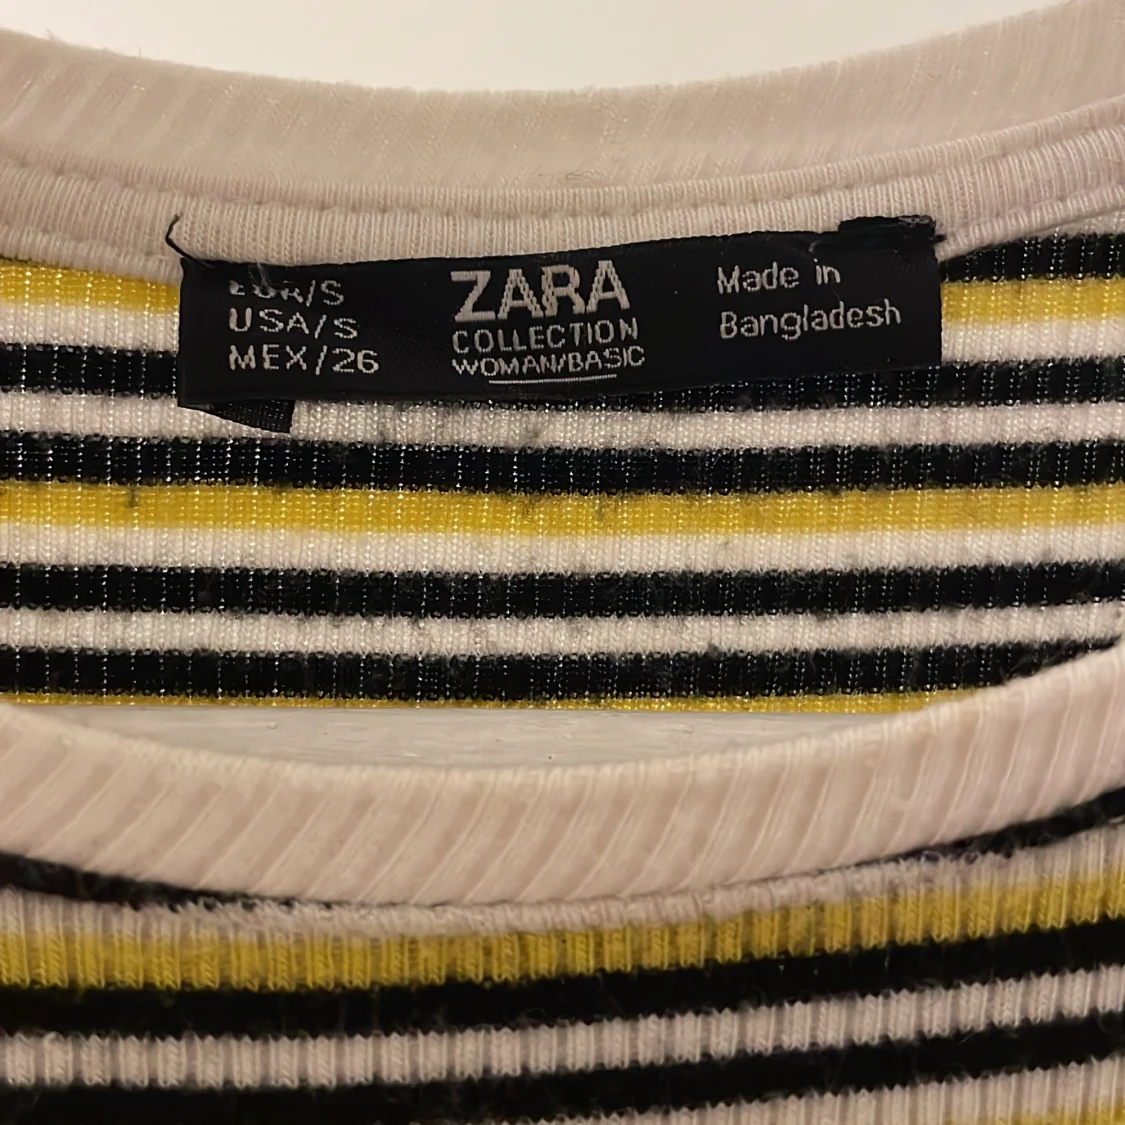 EUR/S
USA/S
MEX/26
ZARA
COLLECTION
WOMAN/BASIC
Made in
Bangladesh